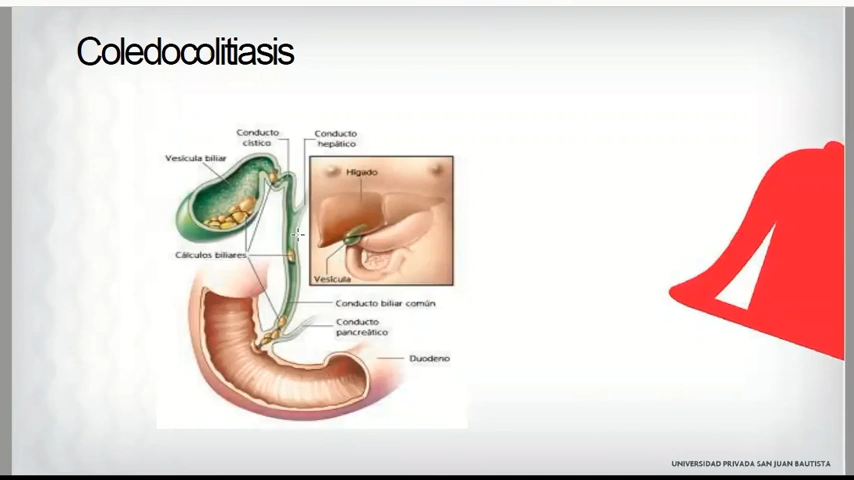 Coledocolitiasis
Conducto
cístico
Conducto
hepático
Vesícula biliar
Hígado
Cálculos biliares
Vesícula
Conducto biliar común
Conducto
pancreático
Duodeno
UNIVERSIDAD PRIVADA SAN JUAN BAUTISTA